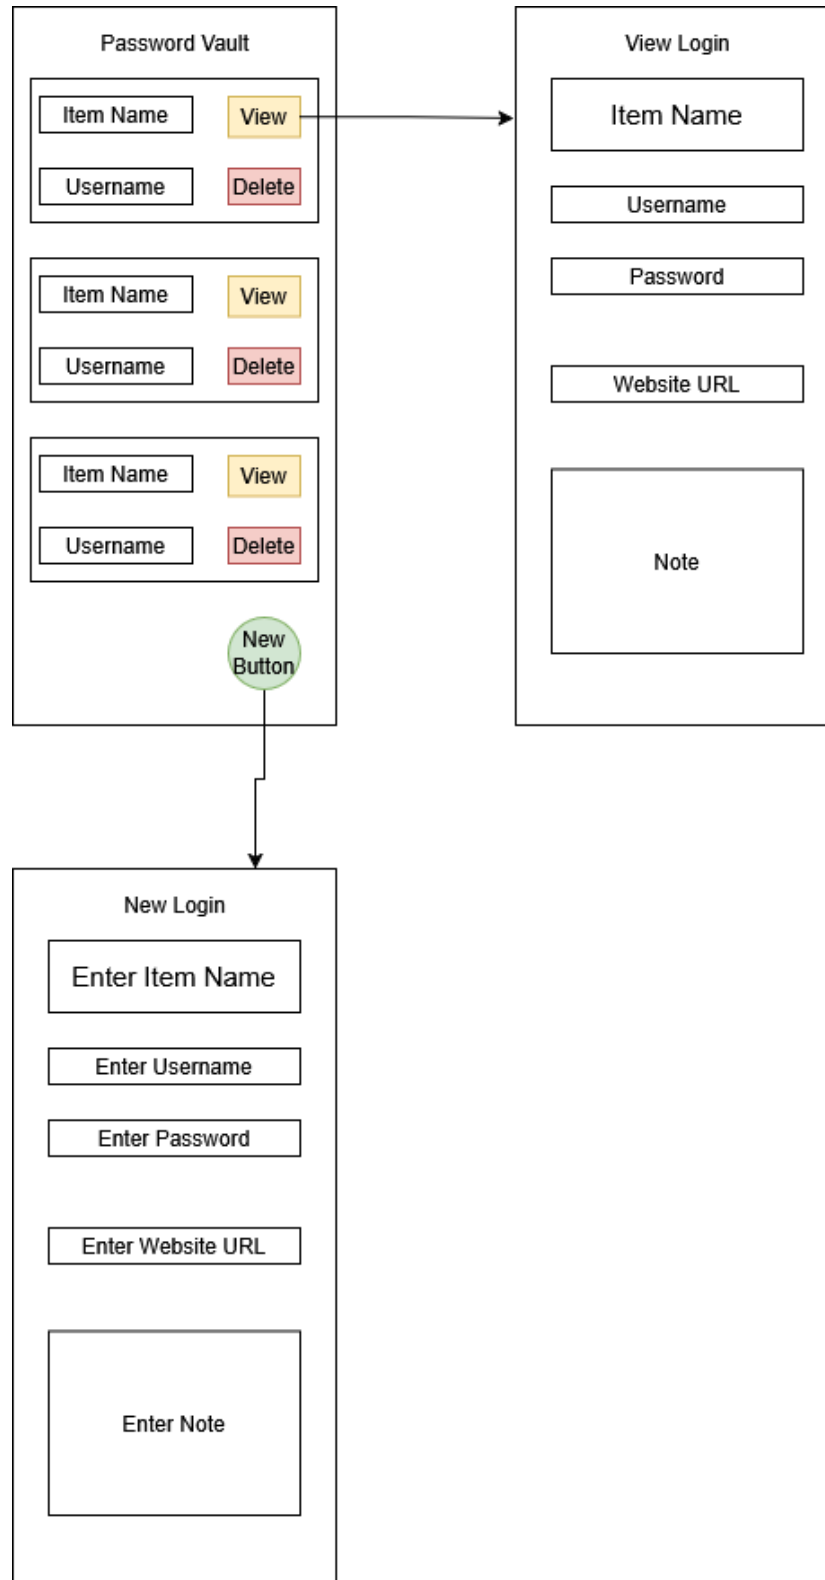 Password Vault
Item Name
View
Username
Delete
Item Name
View
Username
Delete
Item Name
View
Username
Delete
New
Button
View Login
Item Name
Username
Password
Website URL
Note
New Login
Enter Item Name
Enter Username
Enter Password
Enter Website URL
Enter Note